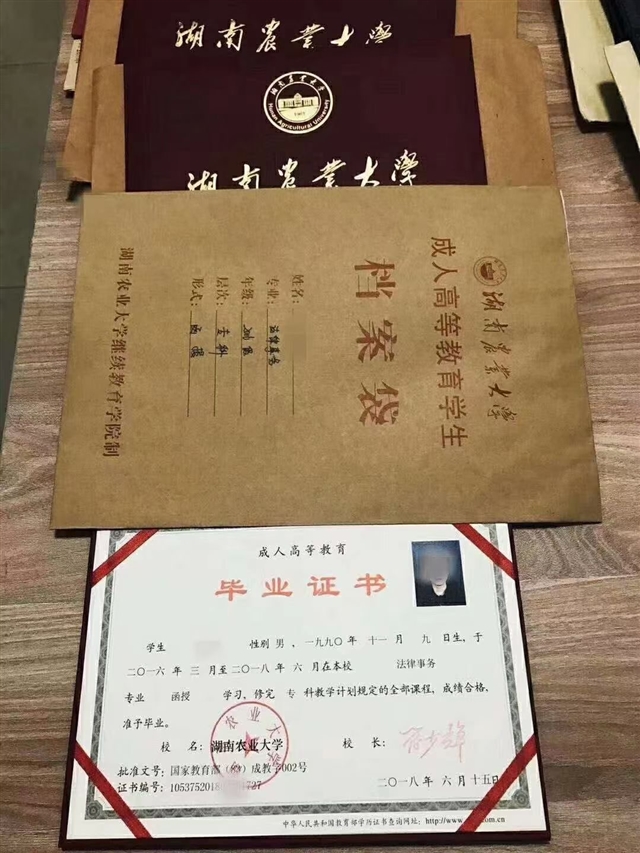 湖南农业大学
湖南农业大学
Hunan Agricultural University
湖南农业大学
湖南农业大学
成人高等教育学生
档案袋
姓名:
专业: 法律事务
年级:
层次: 专科
形式: 函授
湖南农业大学继续教育学院制
成人高等教育
毕业证书
学生 性别 男，一九九〇年 十一月 九日生，于
二〇一六年 三月至二〇一八年 六月在本校 法律事务
专业 函授 学习，修完 专 科教学计划规定的全部课程，成绩合格，
准予毕业。
校 名：湖南农业大学 校 长：
批准文号：国家教育部 成教 002号
证书编号：1053752018 727
二〇一八年 六月十五日
中华人民共和国教育部学历证书查询网址：http://www. .com.cn